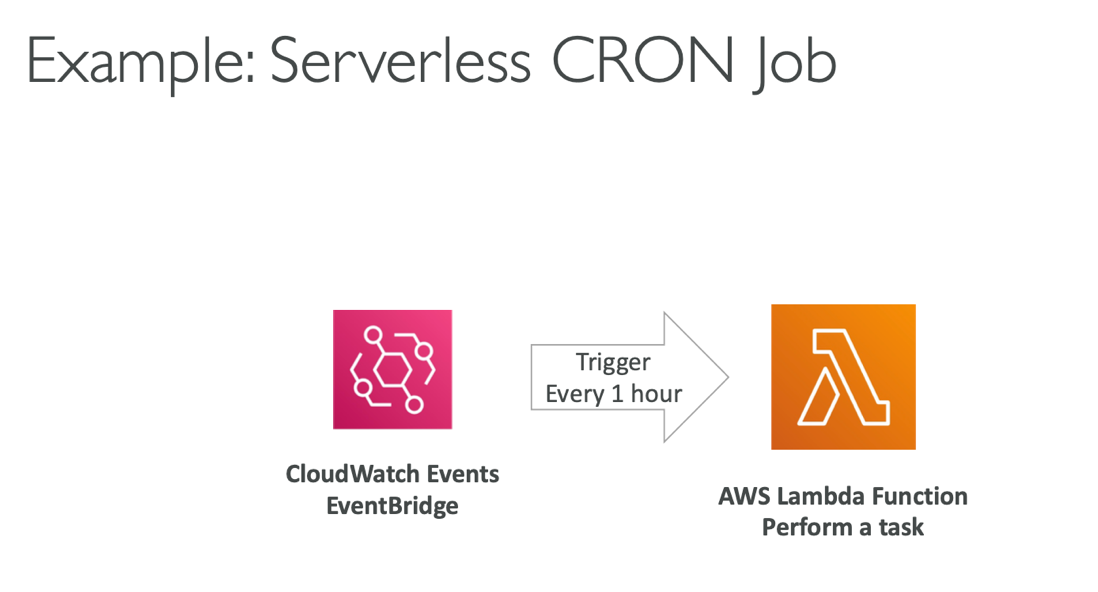 Example: Serverless CRON Job
Trigger
Every 1 hour
CloudWatch Events
EventBridge
AWS Lambda Function
Perform a task